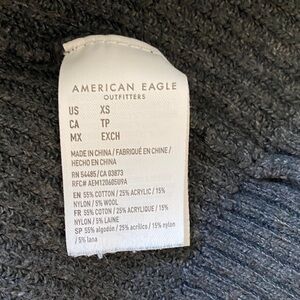 AMERICAN EAGLE
OUTFITTERS
US XS
CA TP
MX EXCH
MADE IN CHINA / FABRIQUÉ EN CHINE /
HECHO EN CHINA
RN 54485/CA 03873
RFC# AEM120605U9A
EN 55% COTTON / 25% ACRYLIC / 15%
NYLON / 5% WOOL
FR 55% COTON / 25% ACRYLIQUE / 15%
NYLON / 5% LAINE
SP 55% algodón / 25% acrílico / 15% nylon
/ 5% lana